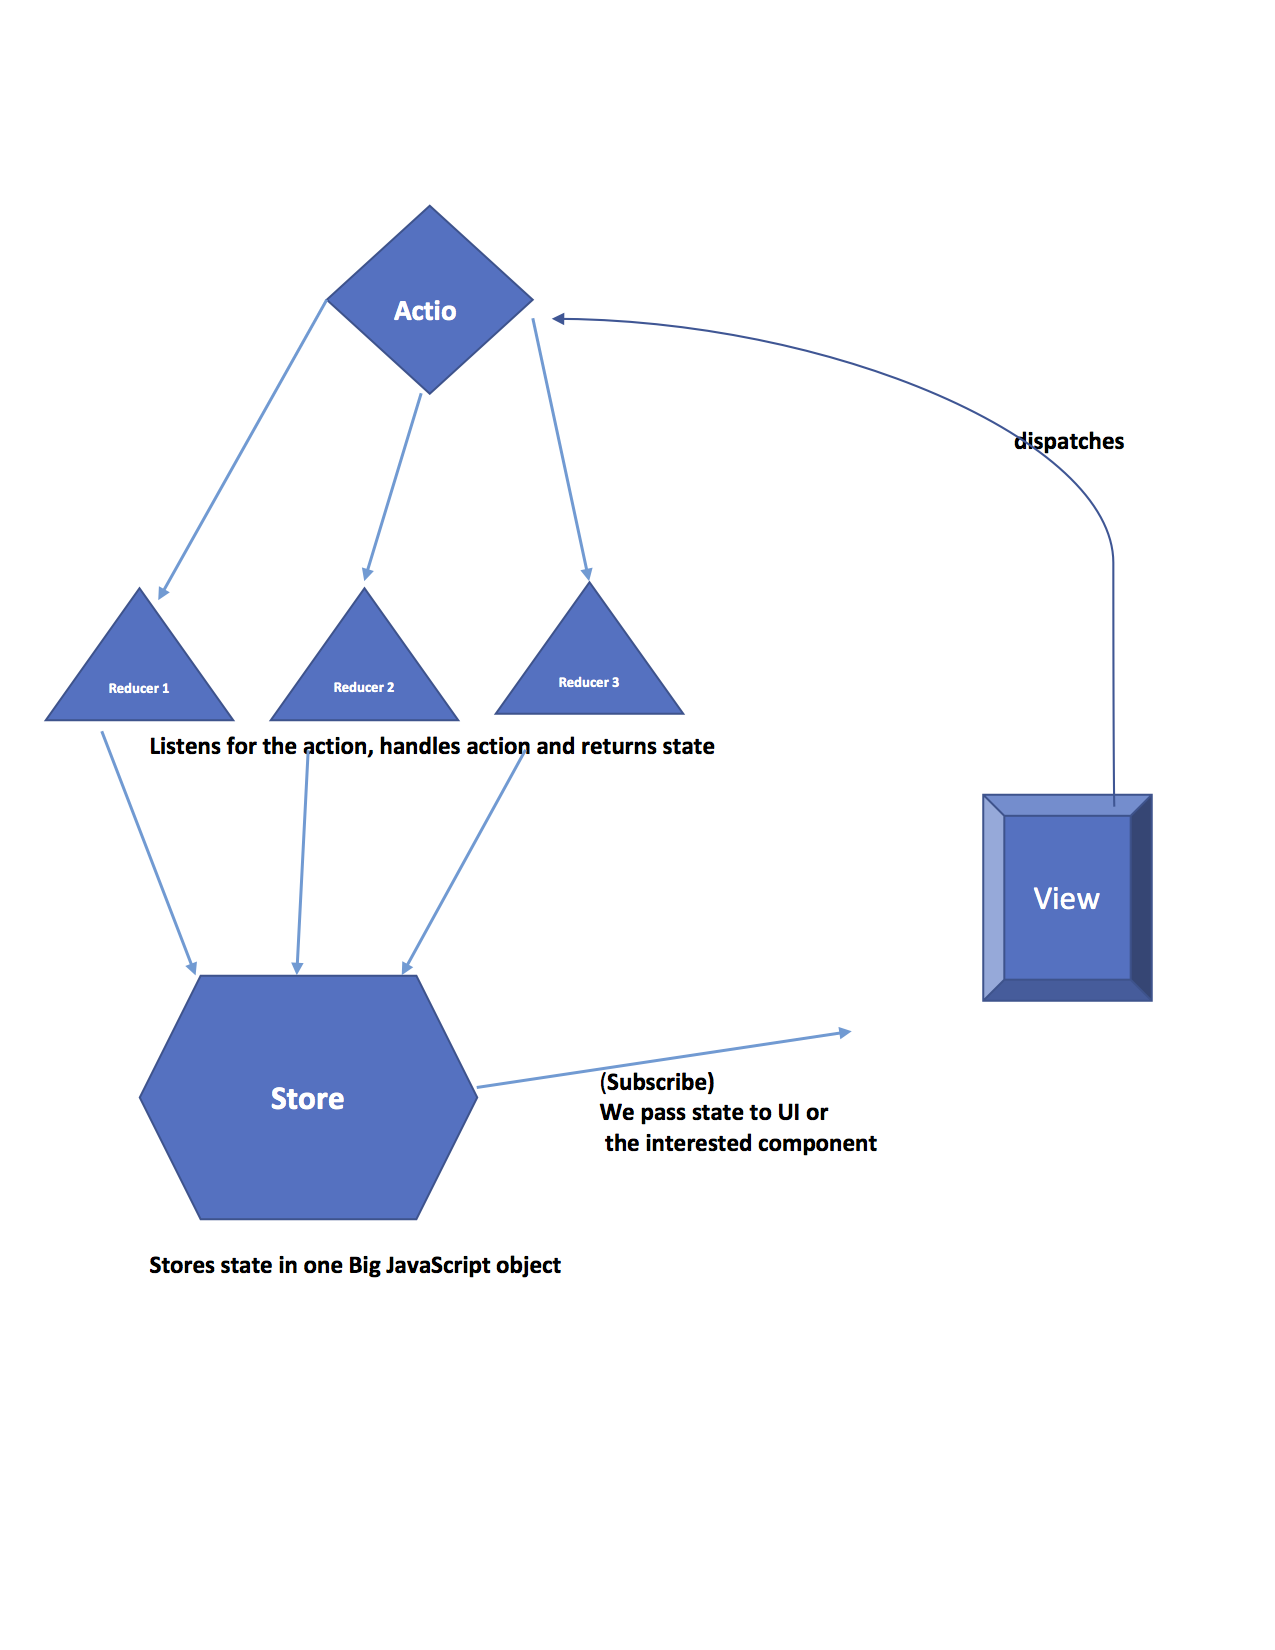 Actio
dispatches
Reducer 1
Reducer 2
Reducer 3
Listens for the action, handles action and returns state
View
Store
(Subscribe)
We pass state to UI or
the interested component
Stores state in one Big JavaScript object